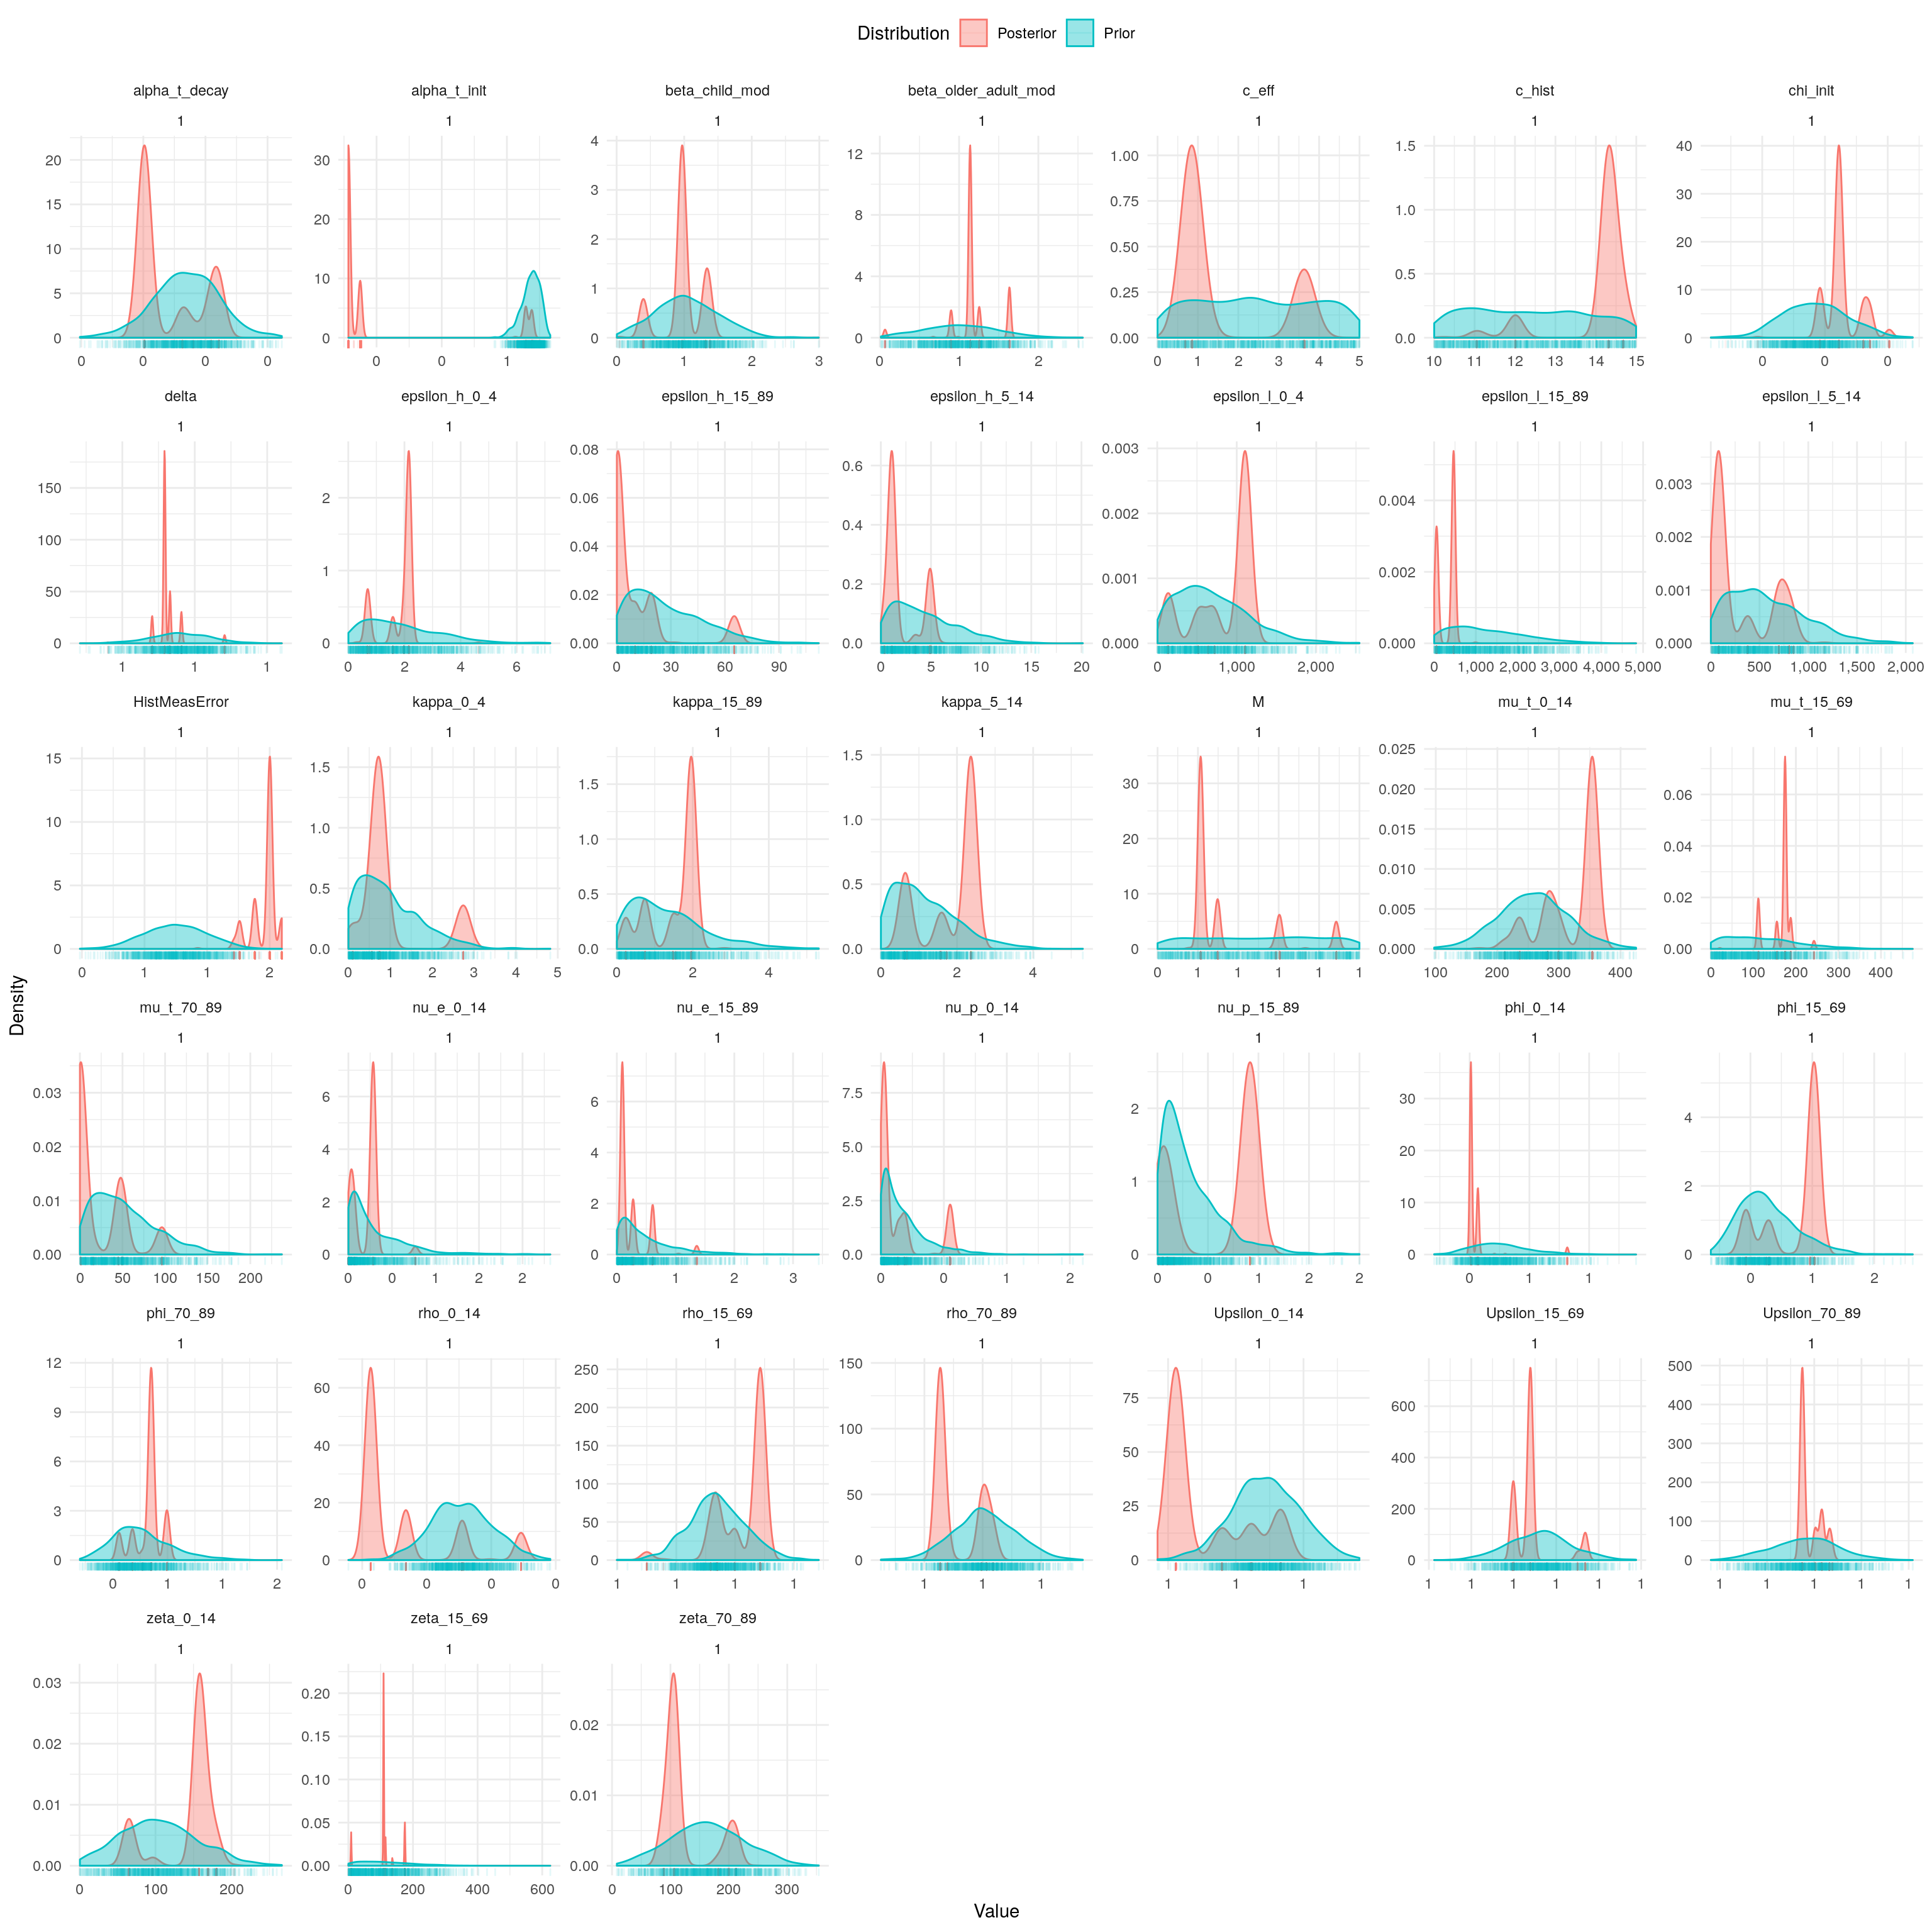 Distribution Posterior Prior
alpha_t_decay alpha_t_init beta_child_mod beta_older_adult_mod c_eff c_hist chi_init
1 1 1 1 1 1 1
20 15 10 5 0 30 20 10 0 4 3 2 1 0 12 8 4 0 1.00 0.75 0.50 0.25 0.00 1.5 1.0 0.5 0.0 40 30 20 10 0
0 0 0 0 0 0 1 0 1 2 3 0 1 2 0 1 2 3 4 5 10 11 12 13 14 15 0 0 0
delta epsilon_h_0_4 epsilon_h_15_89 epsilon_h_5_14 epsilon_l_0_4 epsilon_l_15_89 epsilon_l_5_14
1 1 1 1 1 1 1
150 100 50 0 2 1 0 0.08 0.06 0.04 0.02 0.00 0.6 0.4 0.2 0.0 0.003 0.002 0.001 0.000 0.004 0.002 0.000 0.003 0.002 0.001 0.000
1 1 1 0 2 4 6 0 30 60 90 0 5 10 15 20 0 1,000 2,000 0 1,000 2,000 3,000 4,000 5,000 0 500 1,000 1,500 2,000
HistMeasError kappa_0_4 kappa_15_89 kappa_5_14 M mu_t_0_14 mu_t_15_69
1 1 1 1 1 1 1
15 10 5 0 1.5 1.0 0.5 0.0 1.5 1.0 0.5 0.0 1.5 1.0 0.5 0.0 30 20 10 0 0.025 0.020 0.015 0.010 0.005 0.000 0.06 0.04 0.02 0.00
0 1 1 2 0 1 2 3 4 5 0 2 4 0 2 4 0 1 1 1 1 1 100 200 300 400 0 100 200 300 400
Density
mu_t_70_89 nu_e_0_14 nu_e_15_89 nu_p_0_14 nu_p_15_89 phi_0_14 phi_15_69
1 1 1 1 1 1 1
0.03 0.02 0.01 0.00 6 4 2 0 6 4 2 0 7.5 5.0 2.5 0.0 2 1 0 30 20 10 0 4 2 0
0 50 100 150 200 0 0 1 2 2 0 1 2 3 0 0 1 2 0 0 1 2 2 0 1 1 0 1 2
phi_70_89 rho_0_14 rho_15_69 rho_70_89 Upsilon_0_14 Upsilon_15_69 Upsilon_70_89
1 1 1 1 1 1 1
12 9 6 3 0 60 40 20 0 250 200 150 100 50 0 150 100 50 0 75 50 25 0 600 400 200 0 500 400 300 200 100 0
0 1 2 0 0 0 0 1 1 1 1 1 1 1 1 1 1 1 1 1 1 1 1 1 1 1 1 1
zeta_0_14 zeta_15_69 zeta_70_89
1 1 1
0.03 0.02 0.01 0.00 0.20 0.15 0.10 0.05 0.00 0.02 0.01 0.00
0 100 200 0 200 400 600 0 100 200 300
Value